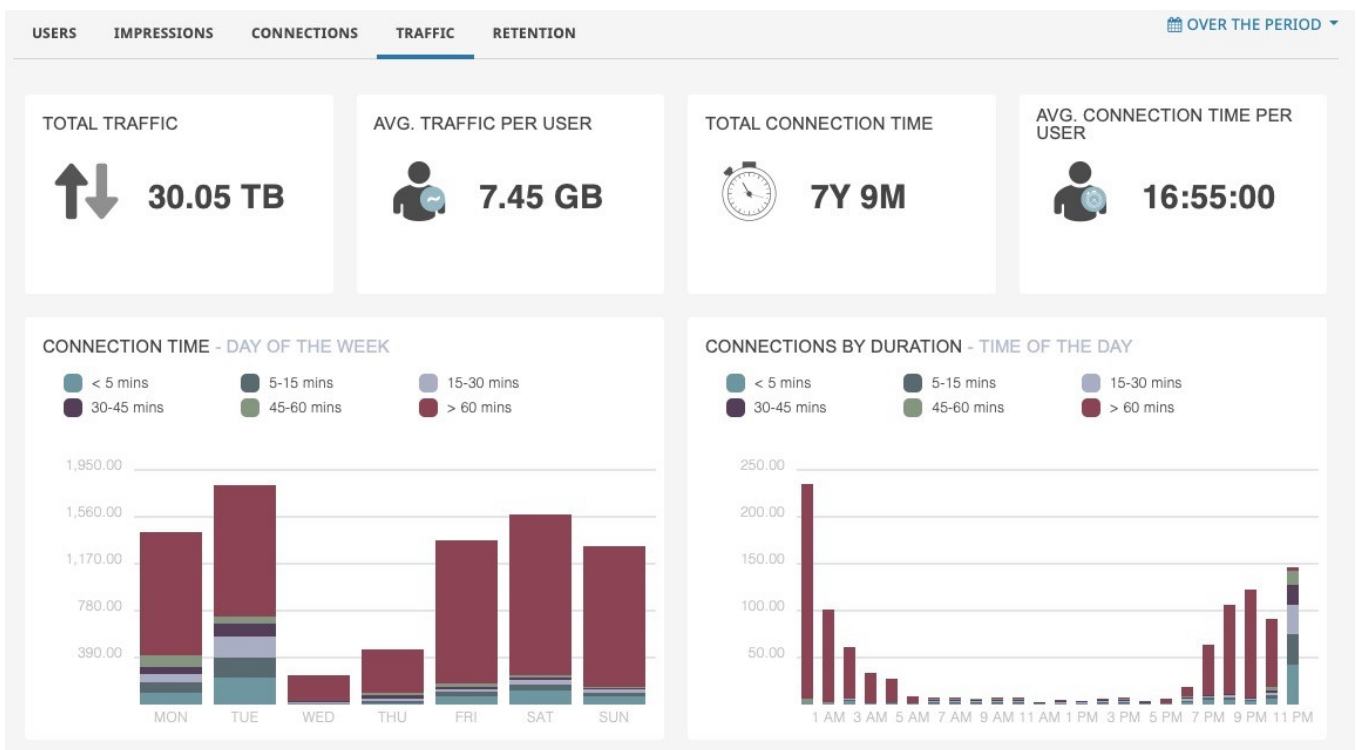 USERS IMPRESSIONS CONNECTIONS TRAFFIC RETENTION OVER THE PERIOD
TOTAL TRAFFIC
30.05 TB
AVG. TRAFFIC PER USER
7.45 GB
TOTAL CONNECTION TIME
7Y 9M
AVG. CONNECTION TIME PER
USER
16:55:00
CONNECTION TIME - DAY OF THE WEEK
< 5 mins 5-15 mins 15-30 mins
30-45 mins 45-60 mins > 60 mins
1,950.00
1,560.00
1,170.00
780.00
390.00
MON TUE WED THU FRI SAT SUN
CONNECTIONS BY DURATION - TIME OF THE DAY
< 5 mins 5-15 mins 15-30 mins
30-45 mins 45-60 mins > 60 mins
250.00
200.00
150.00
100.00
50.00
1 AM 3 AM 5 AM 7 AM 9 AM 11 AM 1 PM 3 PM 5 PM 7 PM 9 PM 11 PM